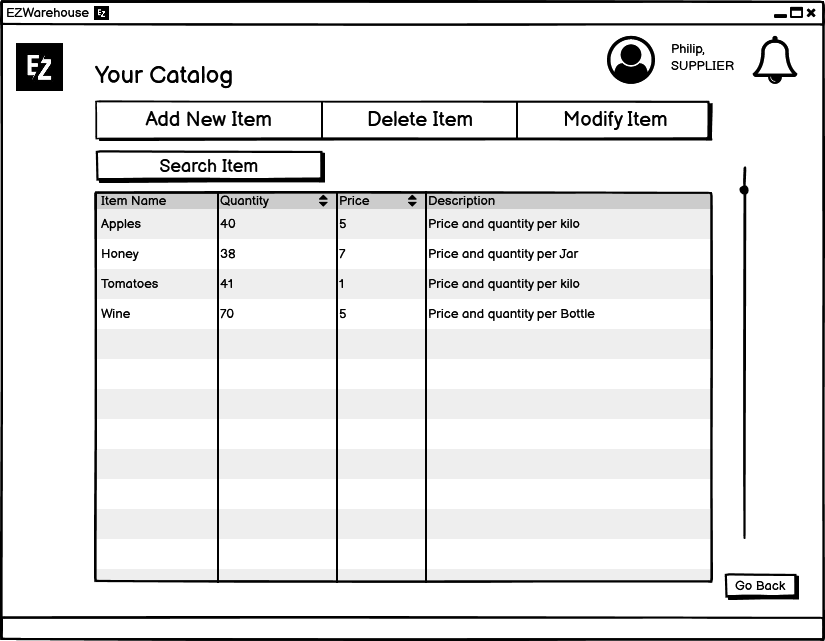 EZWarehouse EZ
EZ
Philip,
SUPPLIER
Your Catalog
Add New Item Delete Item Modify Item
Search Item
Item Name Quantity Price Description
Apples 40 5 Price and quantity per kilo
Honey 38 7 Price and quantity per Jar
Tomatoes 41 1 Price and quantity per kilo
Wine 70 5 Price and quantity per Bottle
Go Back